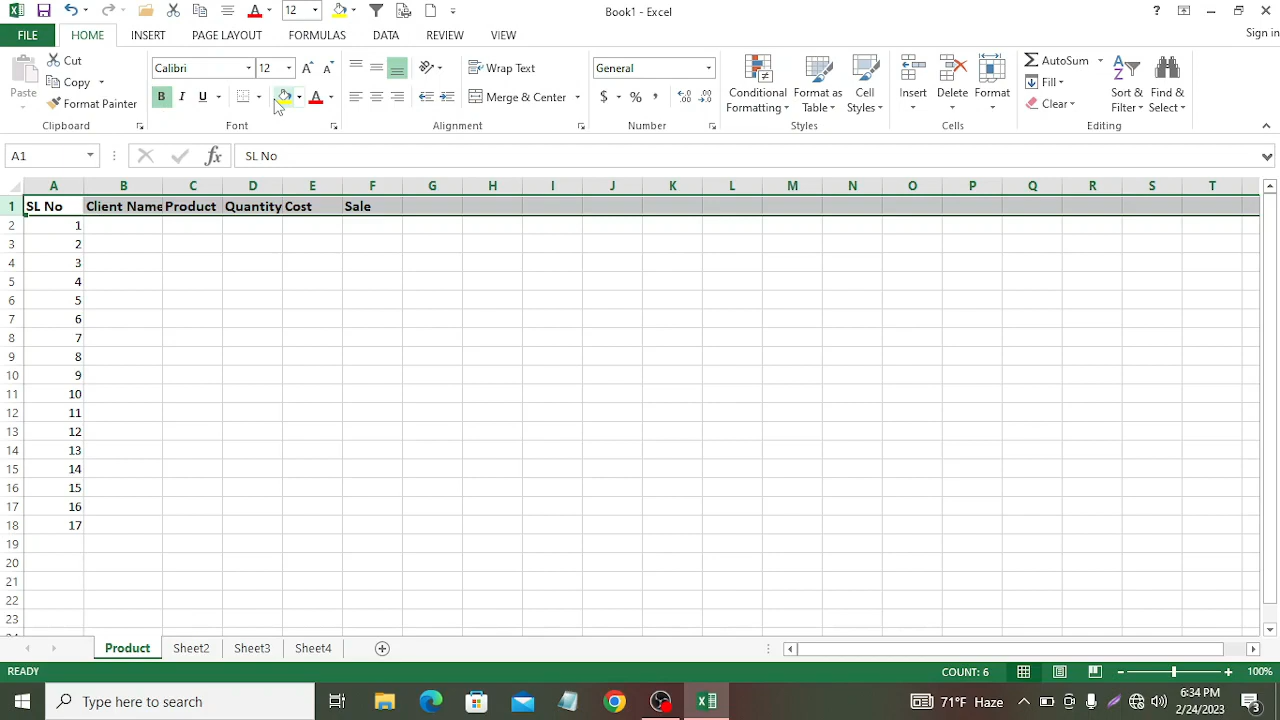 12
Book1 - Excel
?
FILE
HOME
INSERT
PAGE LAYOUT
FORMULAS
DATA
REVIEW
VIEW
Sign in
Paste
Cut
Copy
Format Painter
Clipboard
Calibri
12
B I U
Font
Wrap Text
Merge & Center
Alignment
General
$ % ,
Number
Conditional Formatting
Format as Table
Cell Styles
Styles
Insert
Delete
Format
Cells
AutoSum
Fill
Clear
Sort & Filter
Find & Select
Editing
A1
fx
SL No
A B C D E F G H I J K L M N O P Q R S T
1 SL No Client Name Product Quantity Cost Sale
2 1
3 2
4 3
5 4
6 5
7 6
8 7
9 8
10 9
11 10
12 11
13 12
14 13
15 14
16 15
17 16
18 17
19
20
21
22
23
Product
Sheet2
Sheet3
Sheet4
READY
COUNT: 6
100%
Type here to search
71°F Haze
6:34 PM
2/24/2023
3